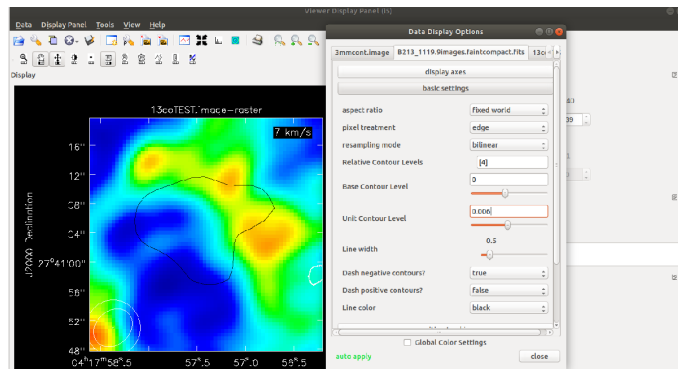 Viewer Display Panel (15)
Data Display Panel Tools View Help
Display
13coTEST.image-raster
7 km/s
16"
12"
08"
04"
27°41'00"
56"
52"
48"
J2000 Declination
04ʰ17ᵐ58ˢ.5 57ˢ.5 57ˢ.0 56ˢ.5
Data Display Options
3mmcont.image B213_1119.9images.faintcompact.fits 13c
display axes
basic settings
aspect ratio fixed world
pixel treatment edge
resampling mode bilinear
Relative Contour Levels [4]
Base Contour Level 0
Unit Contour Level 0.006
Line width 0.5
Dash negative contours? true
Dash positive contours? false
Line color black
Global Color Settings
auto apply close